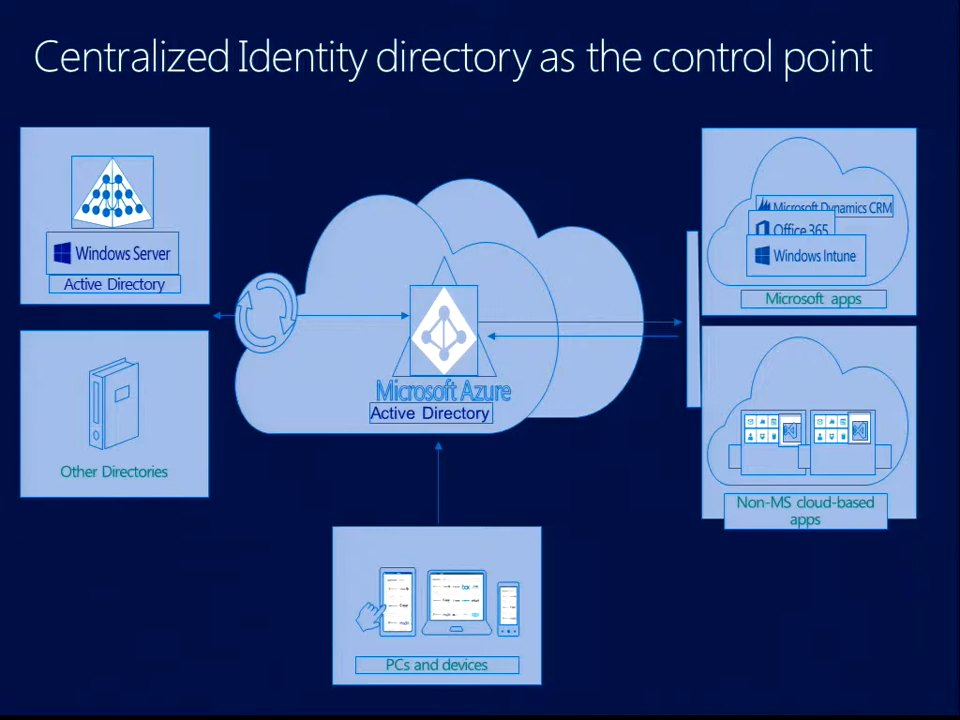 Centralized Identity directory as the control point
Windows Server
Active Directory
Other Directories
Microsoft Azure
Active Directory
PCs and devices
Microsoft Dynamics CRM
Office 365
Windows Intune
Microsoft apps
Non-MS cloud-based
apps